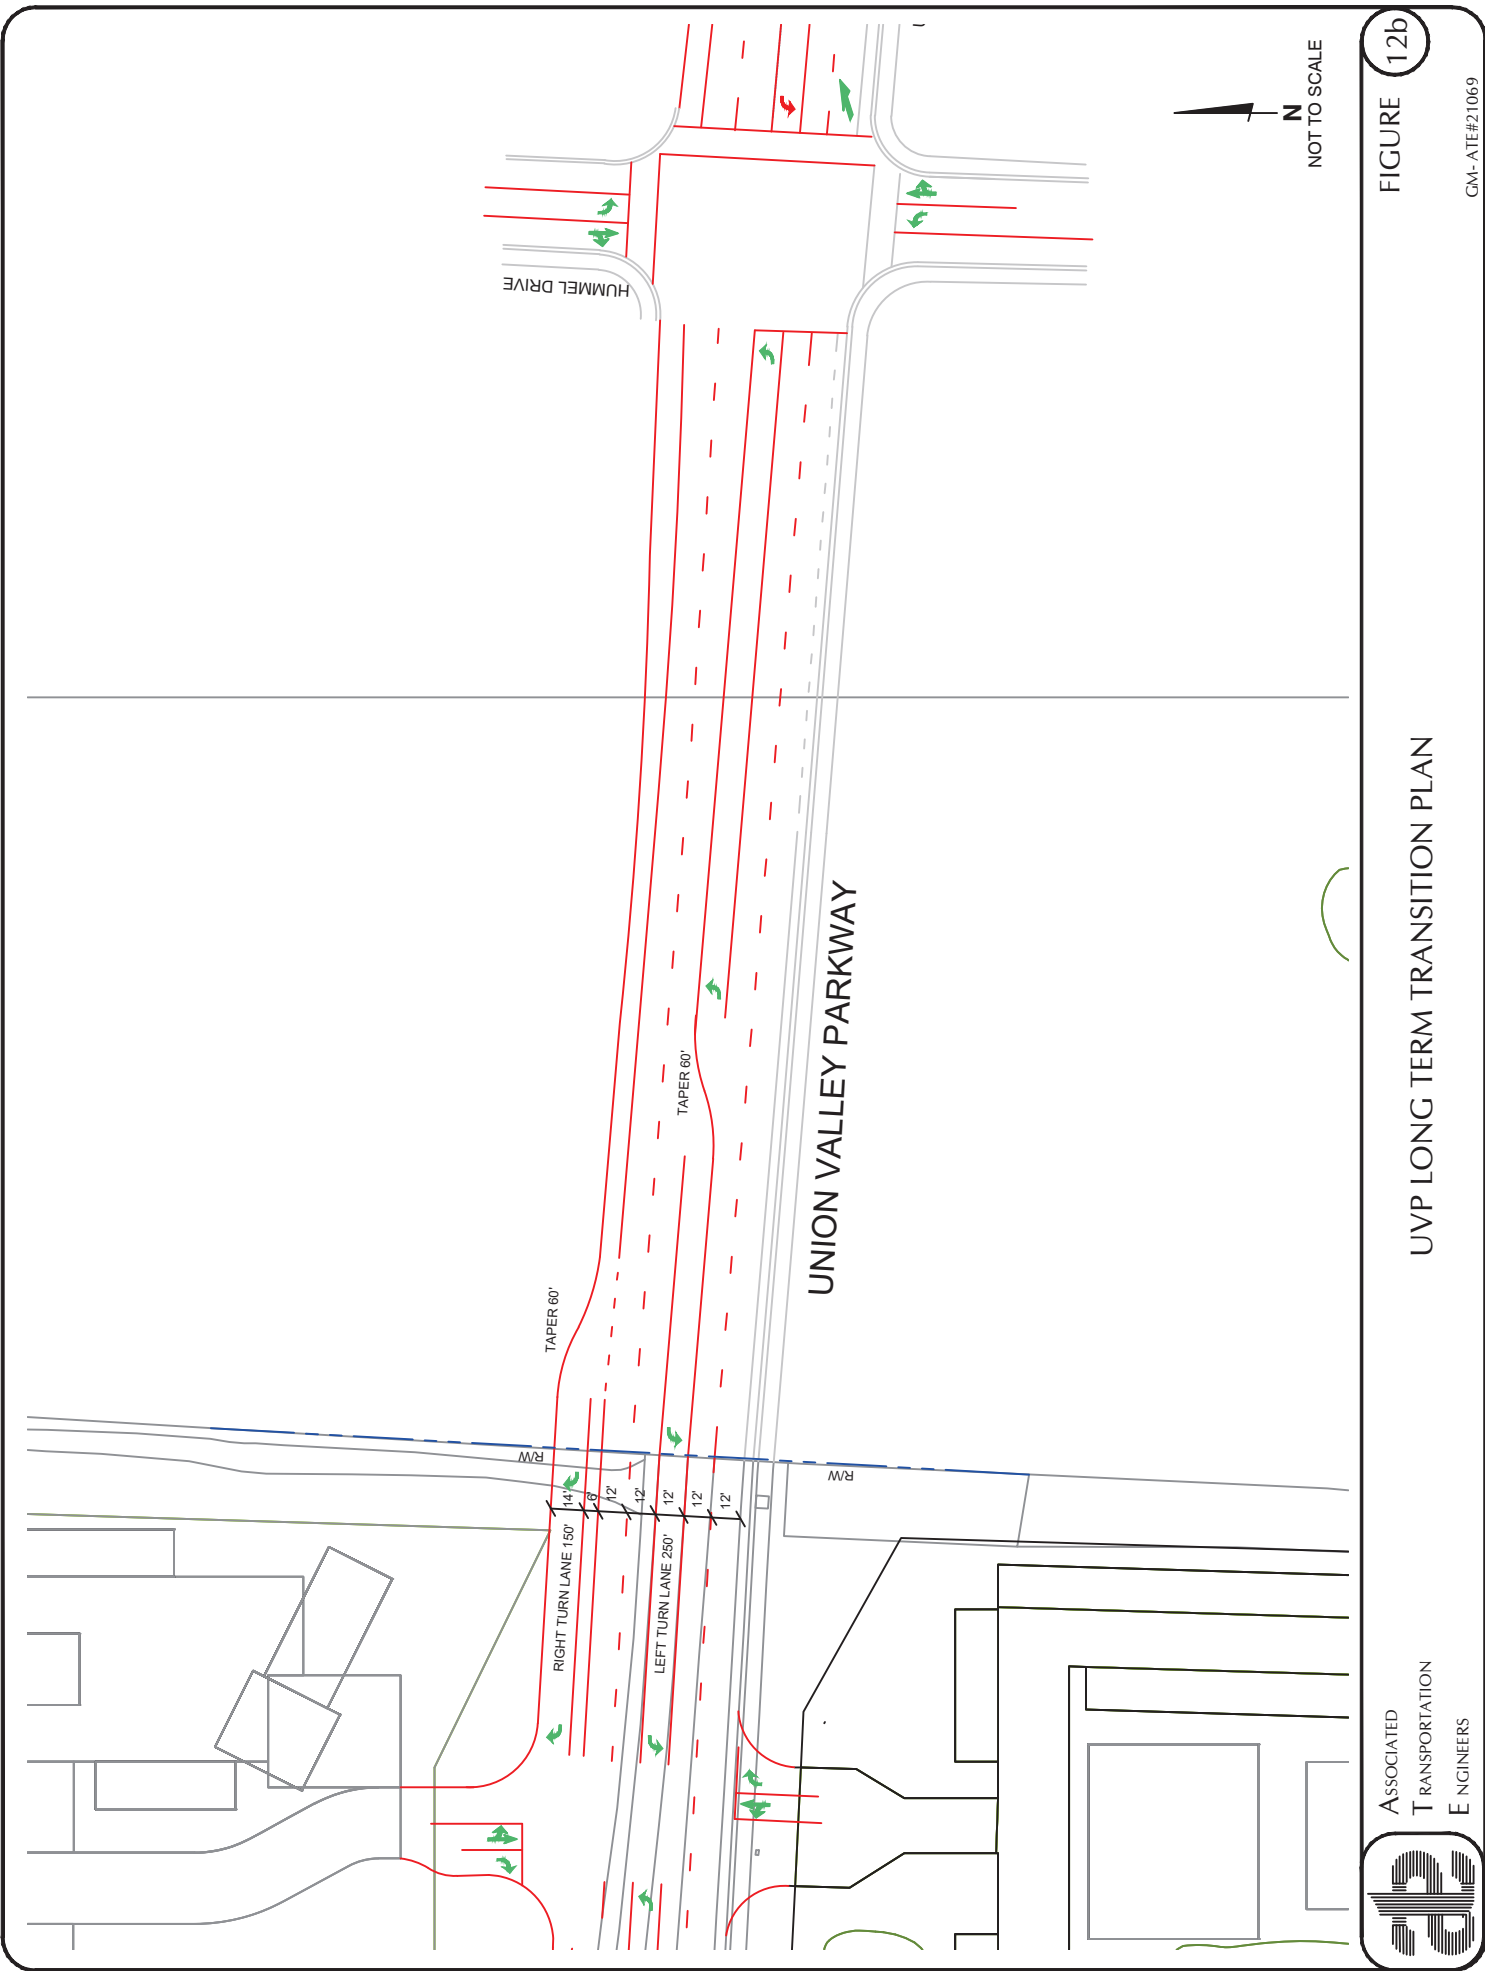 HUMMEL DRIVE
UNION VALLEY PARKWAY
TAPER 60'
TAPER 60'
R/W
R/W
14'
6'
12'
12'
12'
12'
12'
RIGHT TURN LANE 150'
LEFT TURN LANE 250'
N
NOT TO SCALE
ASSOCIATED
TRANSPORTATION
ENGINEERS
UVP LONG TERM TRANSITION PLAN
FIGURE 12b
GM- ATE#21069